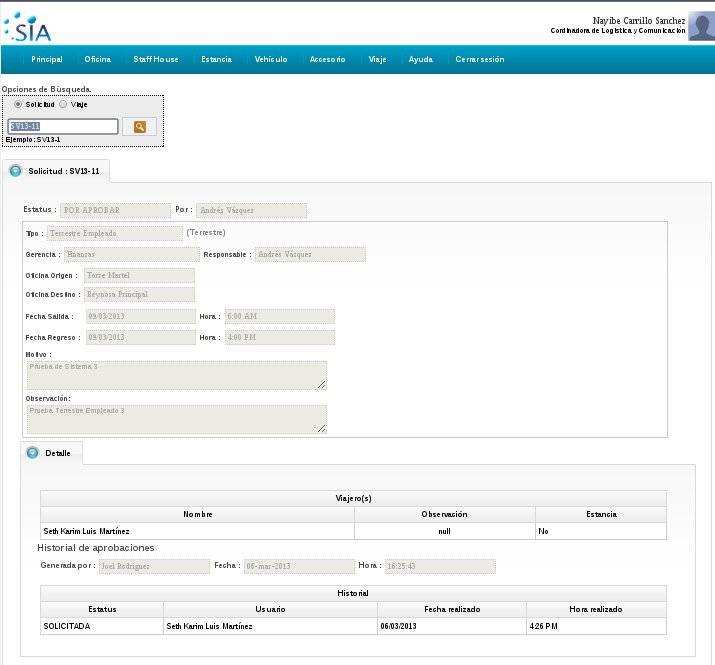 SIA
Nayibe Carrillo Sanchez
Cordinadora de Logística y Comunicación
Principal Oficina Staff House Estancia Vehículo Accesorio Viaje Ayuda Cerrar sesión
Opciones de Búsqueda.
Solicitud Viaje
SV13-11
Ejemplo: SV13-1
Solicitud : SV13-11
Estatus : POR APROBAR Por : Andrés Vázquez
Tipo : Terrestre Empleado (Terrestre)
Gerencia : finanzas Responsable : Andrés Vázquez
Oficina Origen : Torre Martel
Oficina Destino : Reynosa Principal
Fecha Salida : 09/03/2013 Hora : 6:00 AM
Fecha Regreso : 09/03/2013 Hora : 4:00 PM
Motivo :
Prueba de Sistema 3
Observación:
Prueba Terrestre Empleado 3
Detalle
Viajero(s)
Nombre Observación Estancia
Seth Karim Luis Martínez null No
Historial de aprobaciones
Generada por : Joel Rodriguez Fecha : 06-mar-2013 Hora : 16:25:43
Historial
Estatus Usuario Fecha realizado Hora realizado
SOLICITADA Seth Karim Luis Martínez 06/03/2013 4:26 PM